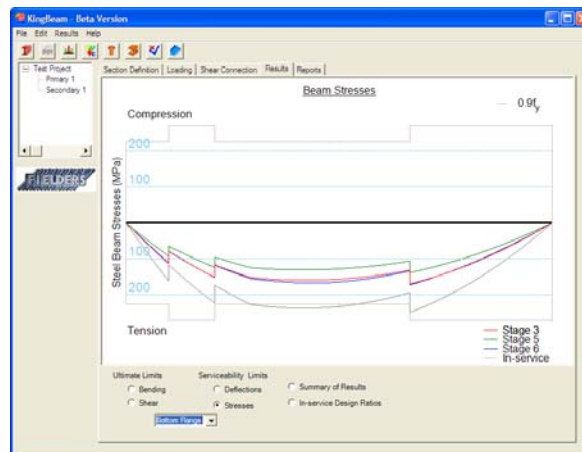 KingBeam - Beta Version
File Edit Results Help
Test Project
Primary 1
Secondary 1
FIELDERS
Section Definition Loading Shear Connection Results Reports
Beam Stresses
0.9fy
Compression
200
100
Steel Beam Stresses (MPa)
100
200
Tension
Stage 3
Stage 5
Stage 6
In-service
Ultimate Limits
Bending
Shear
Serviceability Limits
Deflections
Stresses
Summary of Results
In-service Design Ratios
Bottom Flange